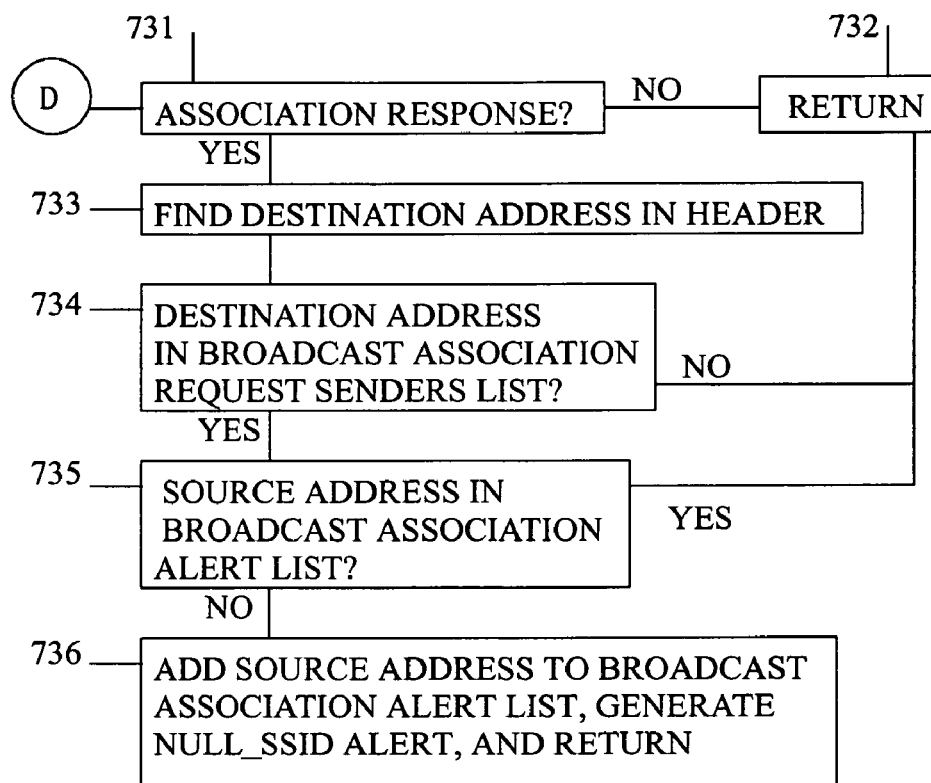 731
732
D
ASSOCIATION RESPONSE?
NO
RETURN
YES
733
FIND DESTINATION ADDRESS IN HEADER
734
DESTINATION ADDRESS
IN BROADCAST ASSOCIATION
REQUEST SENDERS LIST?
NO
YES
735
SOURCE ADDRESS IN
BROADCAST ASSOCIATION
ALERT LIST?
YES
NO
736
ADD SOURCE ADDRESS TO BROADCAST
ASSOCIATION ALERT LIST, GENERATE
NULL_SSID ALERT, AND RETURN